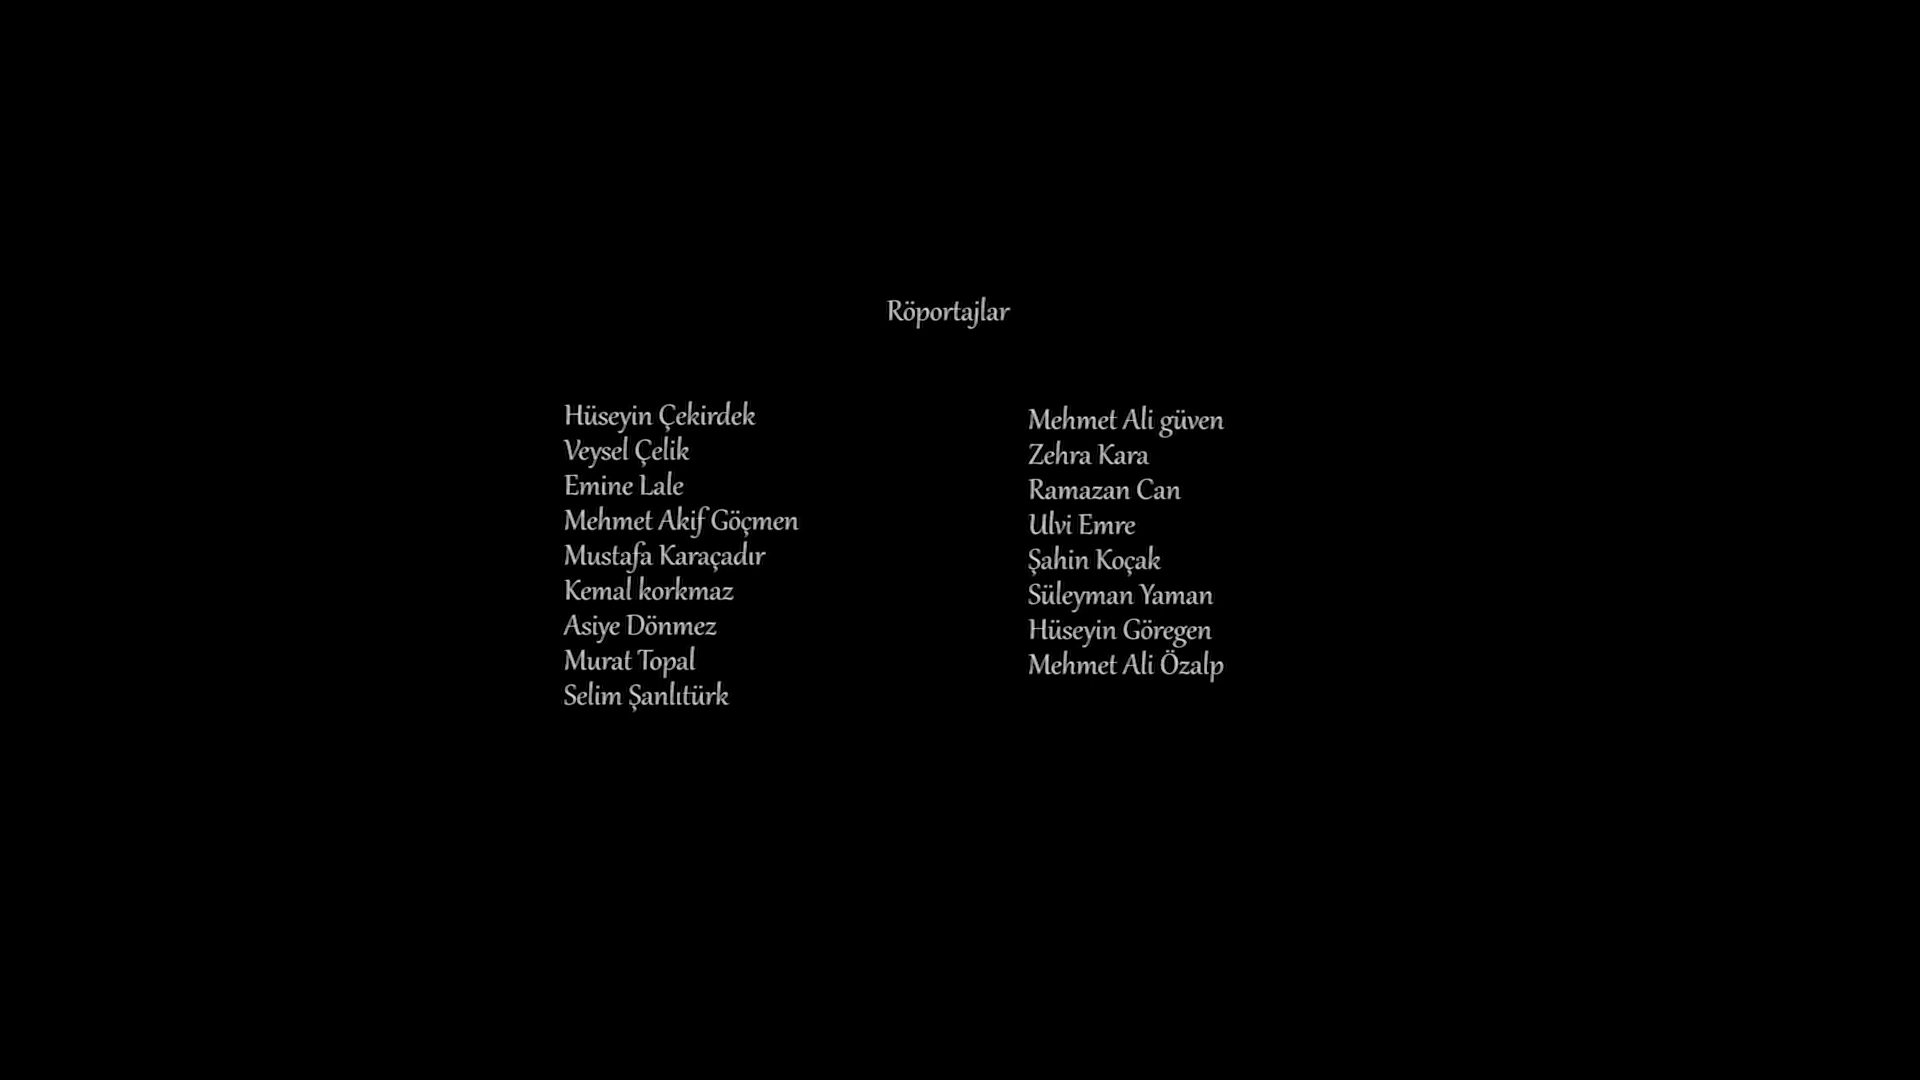 Röportajlar
Hüseyin Çekirdek
Veysel Çelik
Emine Lale
Mehmet Akif Göçmen
Mustafa Karaçadır
Kemal korkmaz
Asiye Dönmez
Murat Topal
Selim Şanlıtürk
Mehmet Ali güven
Zehra Kara
Ramazan Can
Ulvi Emre
Şahin Koçak
Süleyman Yaman
Hüseyin Göregen
Mehmet Ali Özalp